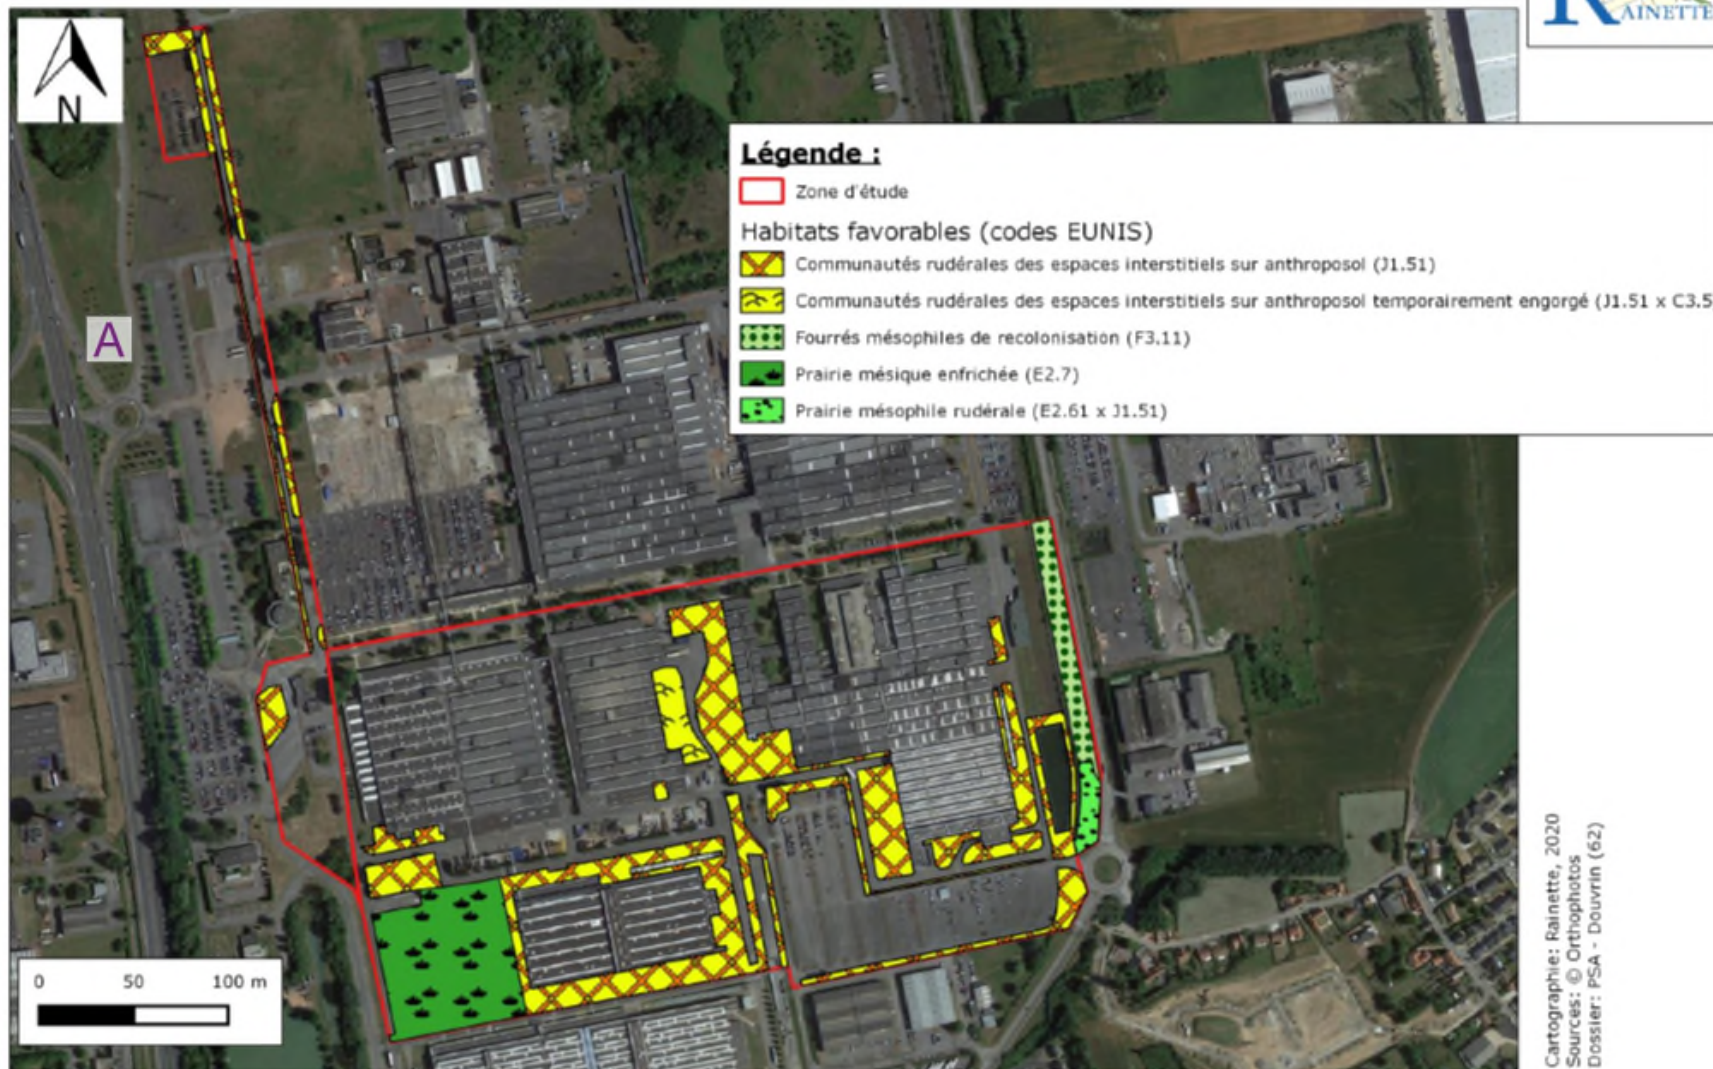 RAINETTE
N
Légende :
Zone d'étude
Habitats favorables (codes EUNIS)
Communautés rudérales des espaces interstitiels sur anthroposol (J1.51)
Communautés rudérales des espaces interstitiels sur anthroposol temporairement engorgé (J1.51 x C3.5
Fourrés mésophiles de recolonisation (F3.11)
Prairie mésique enfrichée (E2.7)
Prairie mésophile rudérale (E2.61 x J1.51)
A
0 50 100 m
Cartographie: Rainette, 2020
Sources: © Orthophotos
Dossier: PSA - Douvrin (62)